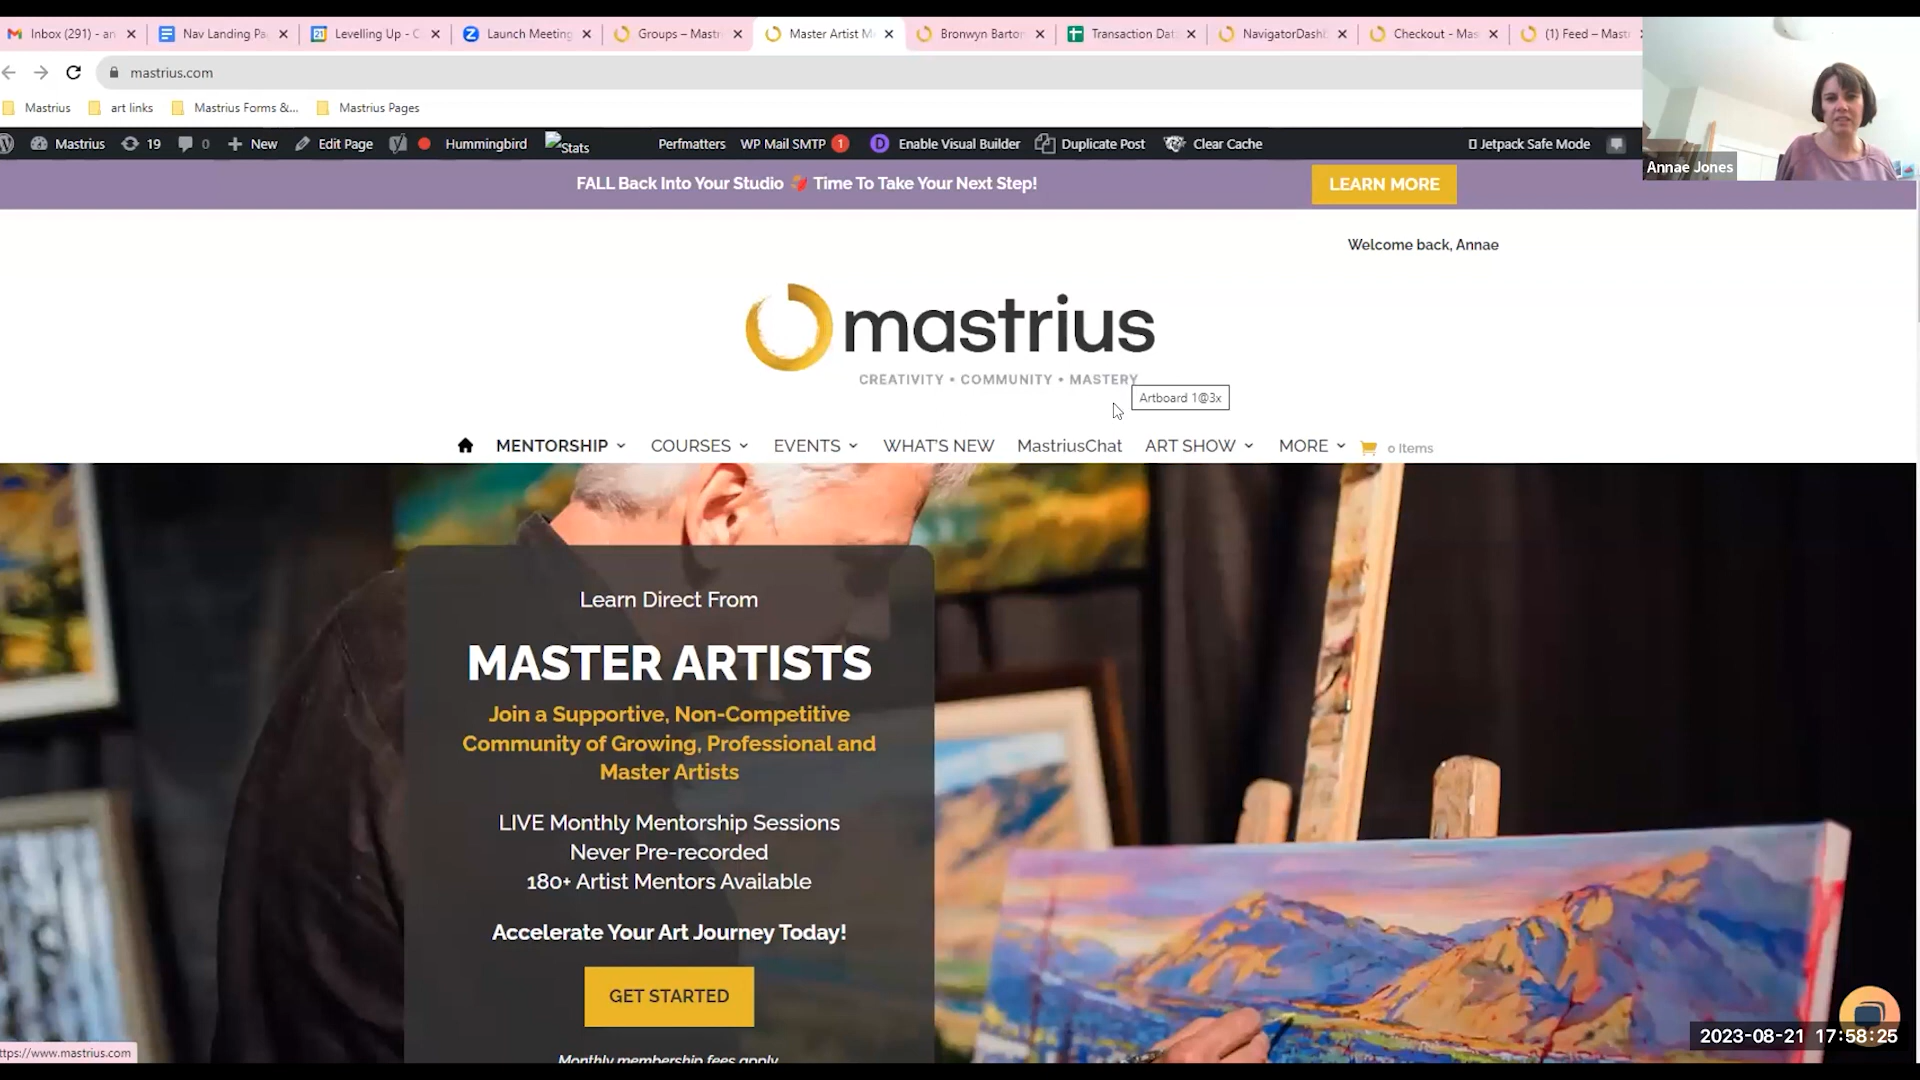 Inbox (291) - an
Nav Landing Pa
Levelling Up - C
Launch Meeting
Groups – Mastri
Master Artist M
Bronwyn Barton
Transaction Dat
NavigatorDashb
Checkout - Mas
(1) Feed – Mastr
mastrius.com
Mastrius
art links
Mastrius Forms &...
Mastrius Pages
Mastrius
19
0
New
Edit Page
Hummingbird
Stats
Perfmatters
WP Mail SMTP 1
Enable Visual Builder
Duplicate Post
Clear Cache
Jetpack Safe Mode
Annae Jones
FALL Back Into Your Studio 🍁 Time To Take Your Next Step!
LEARN MORE
Welcome back, Annae
mastrius
CREATIVITY • COMMUNITY • MASTERY
Artboard 1@3x
MENTORSHIP
COURSES
EVENTS
WHAT'S NEW
MastriusChat
ART SHOW
MORE
0 Items
Learn Direct From
MASTER ARTISTS
Join a Supportive, Non-Competitive
Community of Growing, Professional and
Master Artists
LIVE Monthly Mentorship Sessions
Never Pre-recorded
180+ Artist Mentors Available
Accelerate Your Art Journey Today!
GET STARTED
Monthly membership fees apply
ttps://www.mastrius.com
2023-08-21 17:58:25